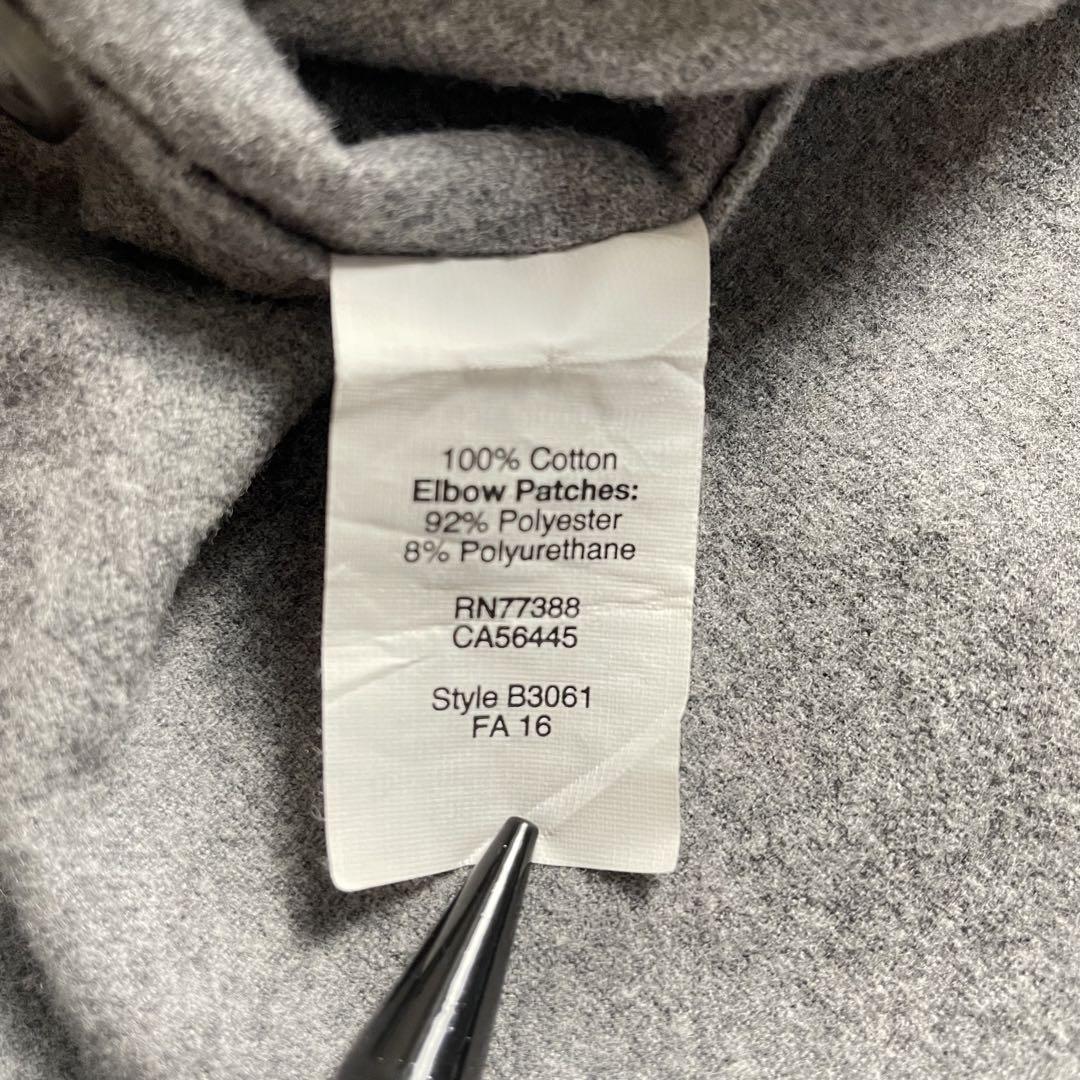 100% Cotton
Elbow Patches:
92% Polyester
8% Polyurethane
RN77388
CA56445
Style B3061
FA 16